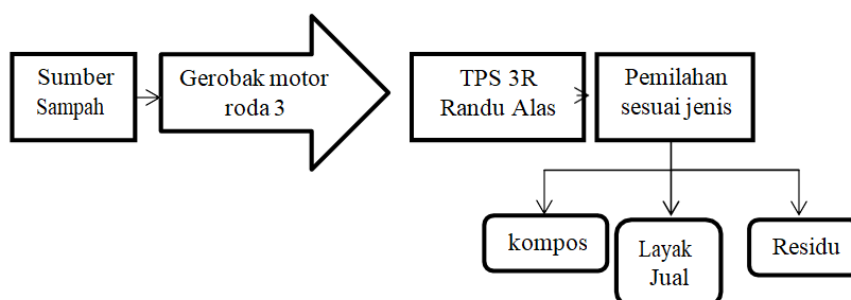 Sumber
Sampah
Gerobak motor
roda 3
TPS 3R
Randu Alas
Pemilahan
sesuai jenis
kompos
Layak
Jual
Residu